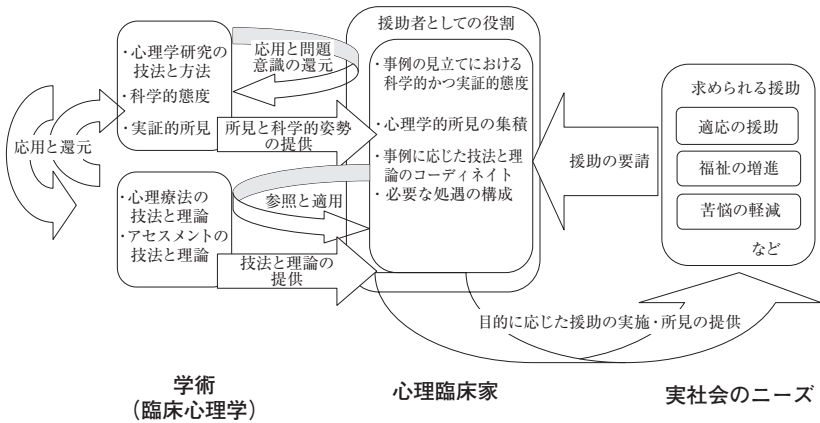 ・心理学研究の
技法と方法
・科学的態度
・実証的所見
応用と還元
・心理療法の
技法と理論
・アセスメントの
技法と理論
応用と問題
意識の還元
所見と科学的姿勢
の提供
参照と適用
技法と理論の
提供
援助者としての役割
・事例の見立てにおける
科学的かつ実証的態度
・心理学的所見の集積
・事例に応じた技法と理
論のコーディネイト
・必要な処遇の構成
援助の要請
求められる援助
適応の援助
福祉の増進
苦悩の軽減
など
目的に応じた援助の実施・所見の提供
学術
（臨床心理学）
心理臨床家
実社会のニーズ